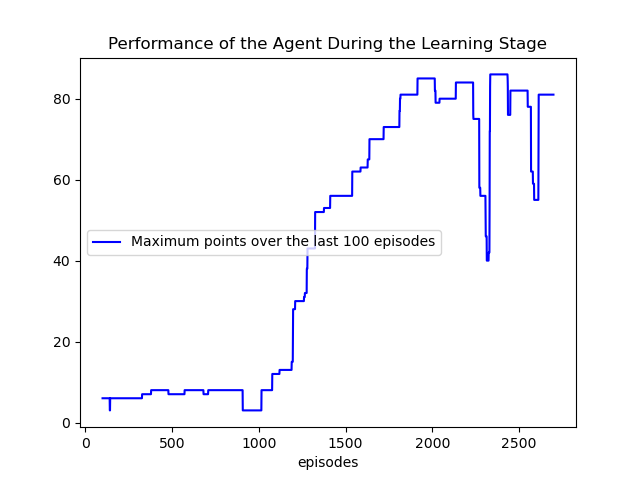 Performance of the Agent During the Learning Stage
80
60
Maximum points over the last 100 episodes
40
20
0
0 500 1000 1500 2000 2500
episodes